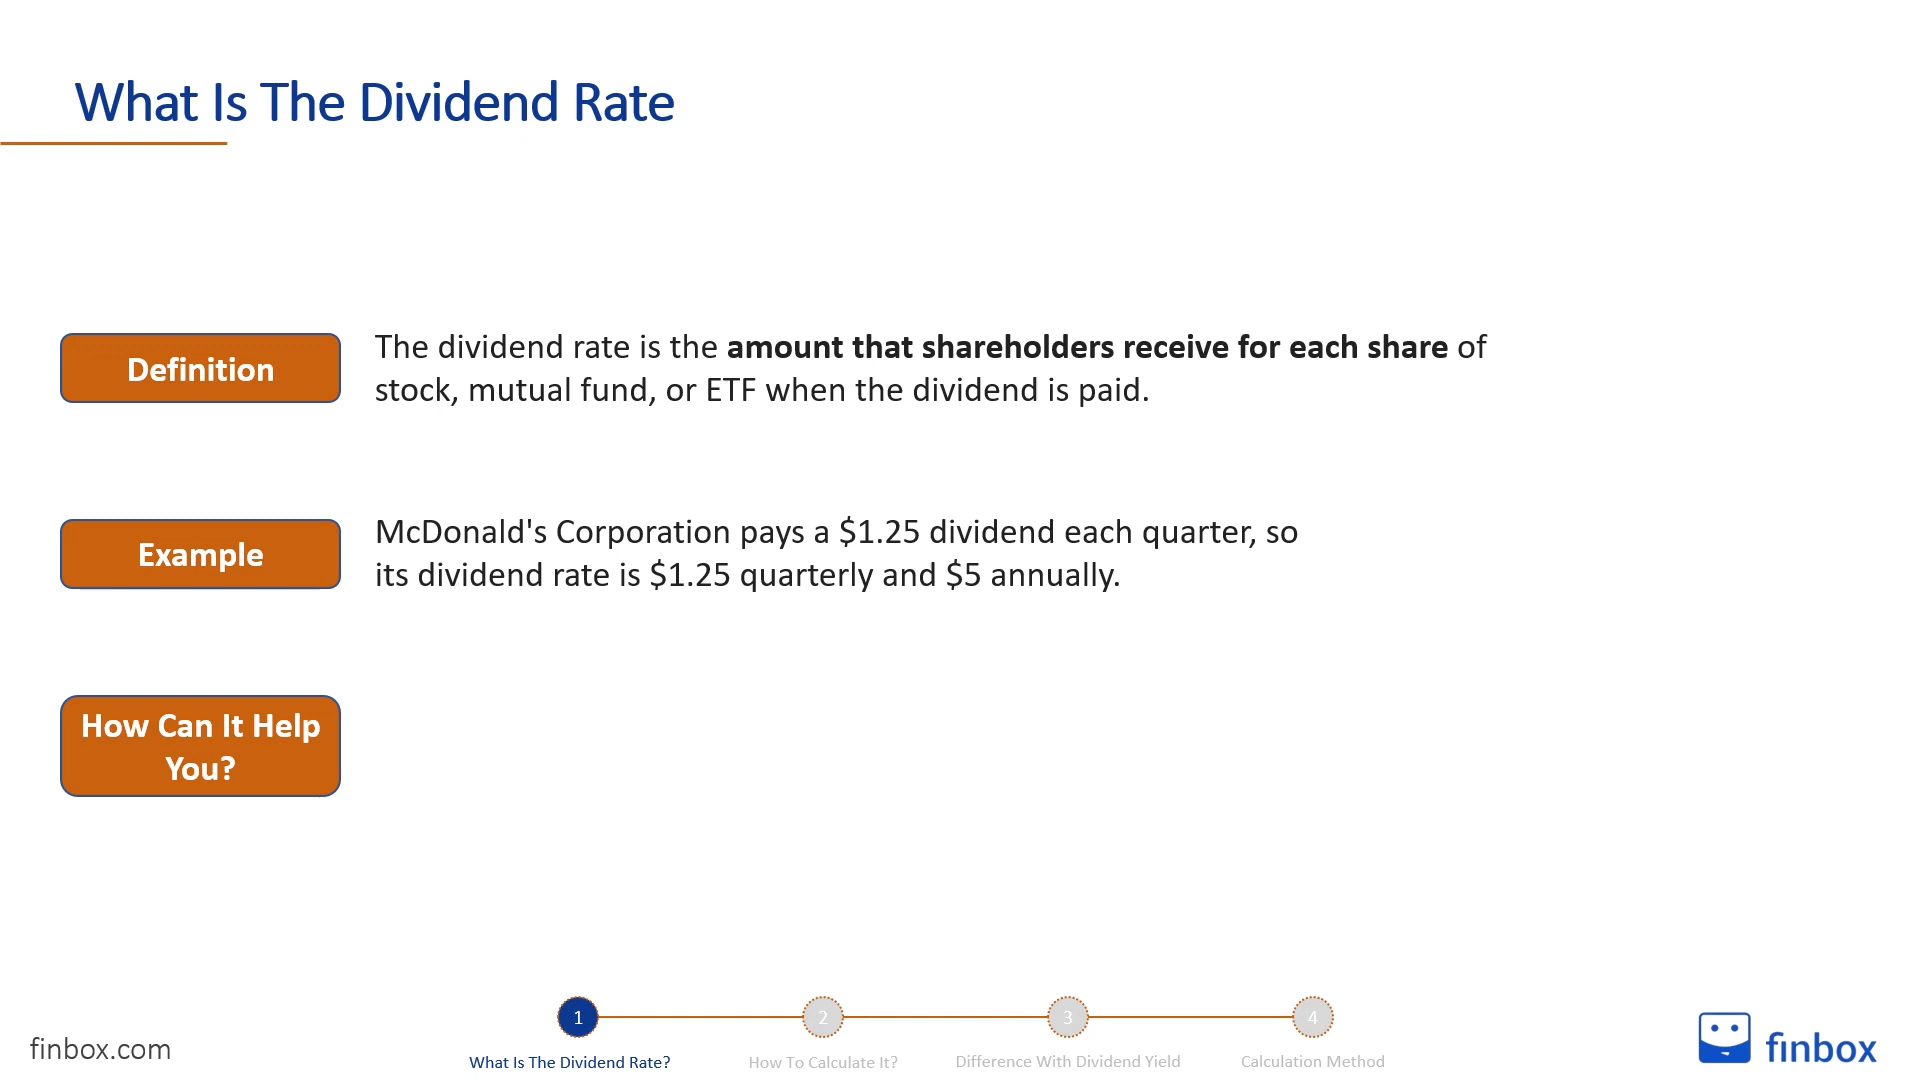 What Is The Dividend Rate
Definition
The dividend rate is the amount that shareholders receive for each share of
stock, mutual fund, or ETF when the dividend is paid.
Example
McDonald's Corporation pays a $1.25 dividend each quarter, so
its dividend rate is $1.25 quarterly and $5 annually.
How Can It Help
You?
1
2
3
4
What Is The Dividend Rate?
How To Calculate It?
Difference With Dividend Yield
Calculation Method
finbox.com
finbox